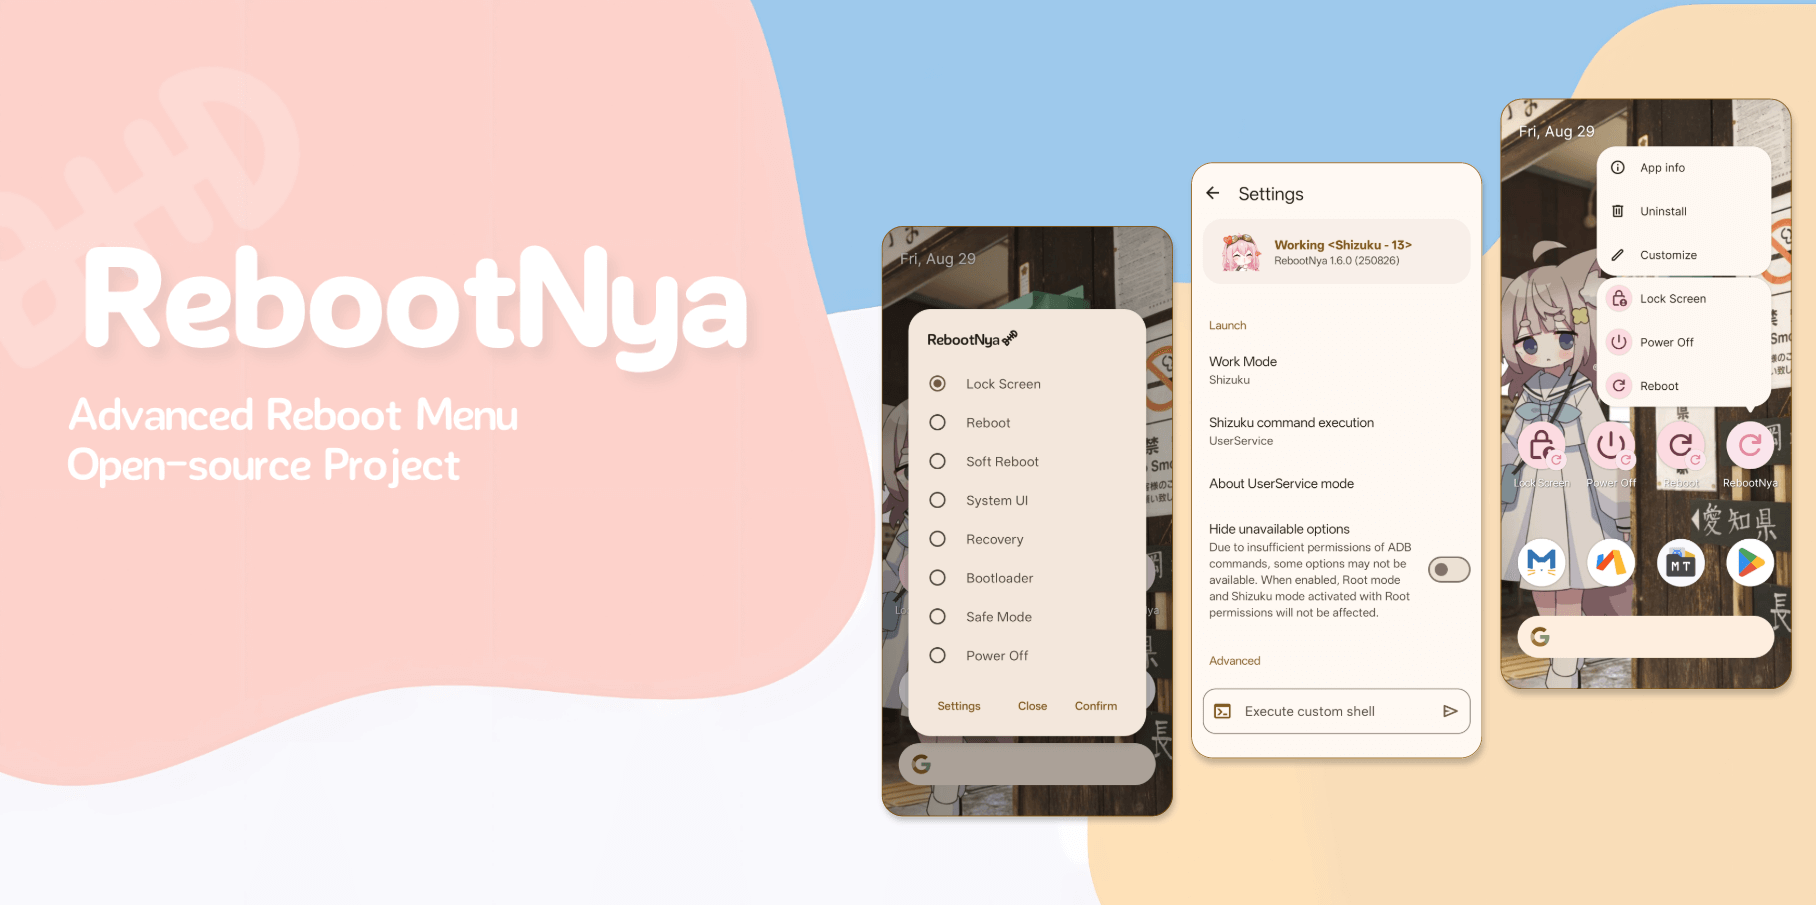 RebootNya
Advanced Reboot Menu
Open-source Project
Fri, Aug 29
RebootNya
Lock Screen
Reboot
Soft Reboot
System UI
Recovery
Bootloader
Safe Mode
Power Off
Settings
Close
Confirm
Settings
Working <Shizuku - 13>
RebootNya 1.6.0 (250826)
Launch
Work Mode
Shizuku
Shizuku command execution
UserService
About UserService mode
Hide unavailable options
Due to insufficient permissions of ADB
commands, some options may not be
available. When enabled, Root mode
and Shizuku mode activated with Root
permissions will not be affected.
Advanced
Execute custom shell
Fri, Aug 29
App info
Uninstall
Customize
Lock Screen
Power Off
Reboot
Lock Screen
Power Off
Reboot
RebootNya
愛知県
MT
長